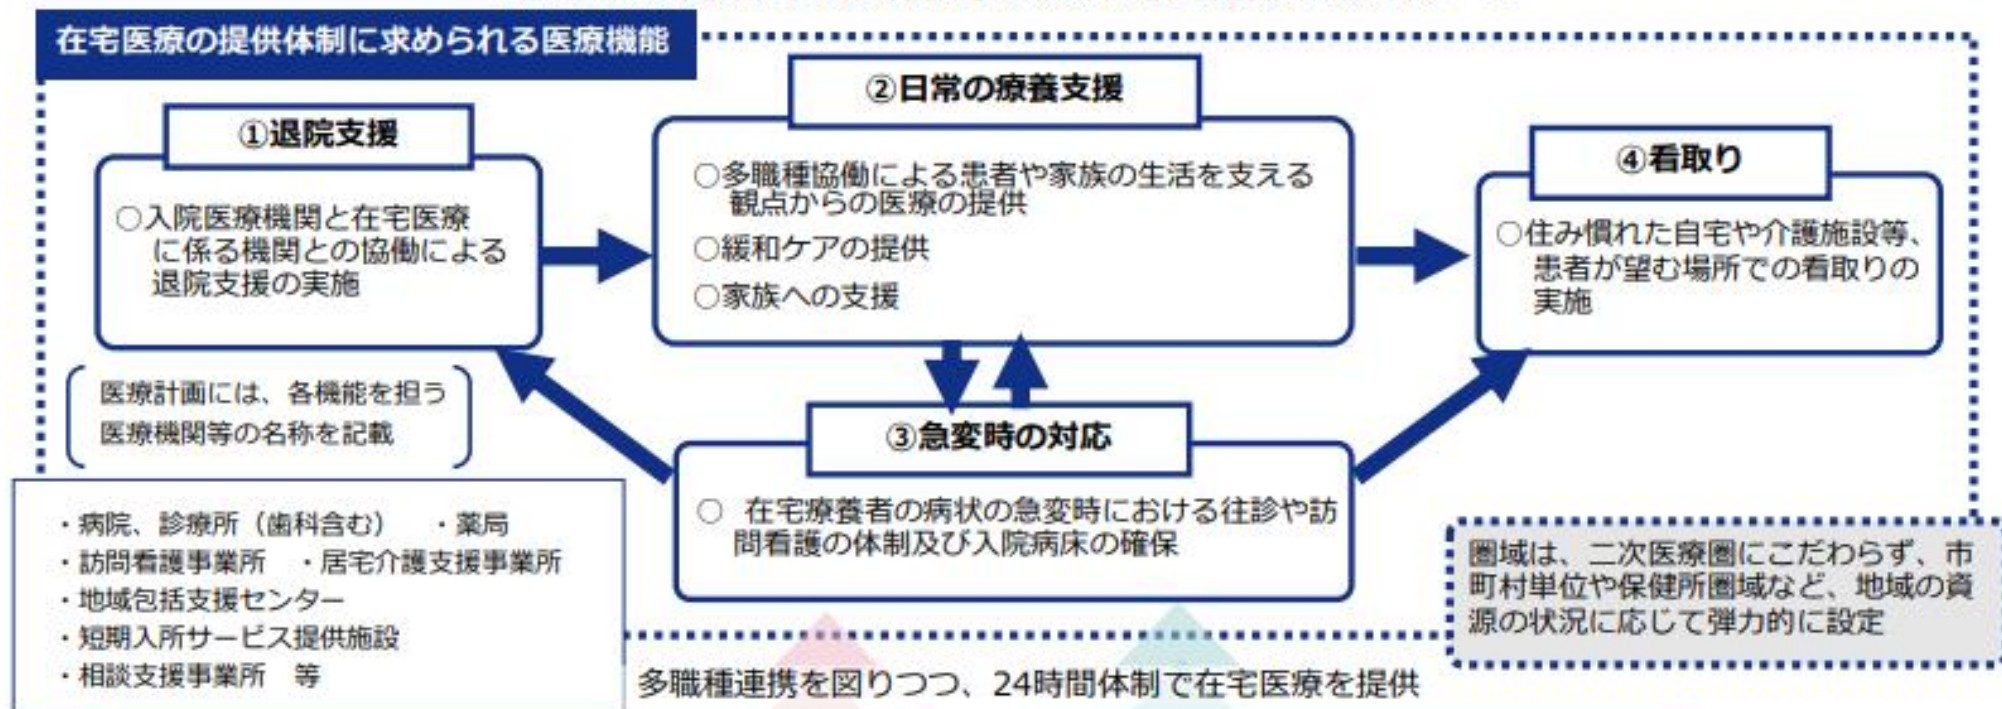 在宅医療の提供体制に求められる医療機能
①退院支援
○入院医療機関と在宅医療
に係る機関との協働による
退院支援の実施
②日常の療養支援
○多職種協働による患者や家族の生活を支える
観点からの医療の提供
○緩和ケアの提供
○家族への支援
④看取り
○住み慣れた自宅や介護施設等、
患者が望む場所での看取りの
実施
医療計画には、各機能を担う
医療機関等の名称を記載
③急変時の対応
○ 在宅療養者の病状の急変時における往診や訪
問看護の体制及び入院病床の確保
・病院、診療所（歯科含む） ・薬局
・訪問看護事業所 ・居宅介護支援事業所
・地域包括支援センター
・短期入所サービス提供施設
・相談支援事業所 等
圏域は、二次医療圏にこだわらず、市
町村単位や保健所圏域など、地域の資
源の状況に応じて弾力的に設定
多職種連携を図りつつ、24時間体制で在宅医療を提供